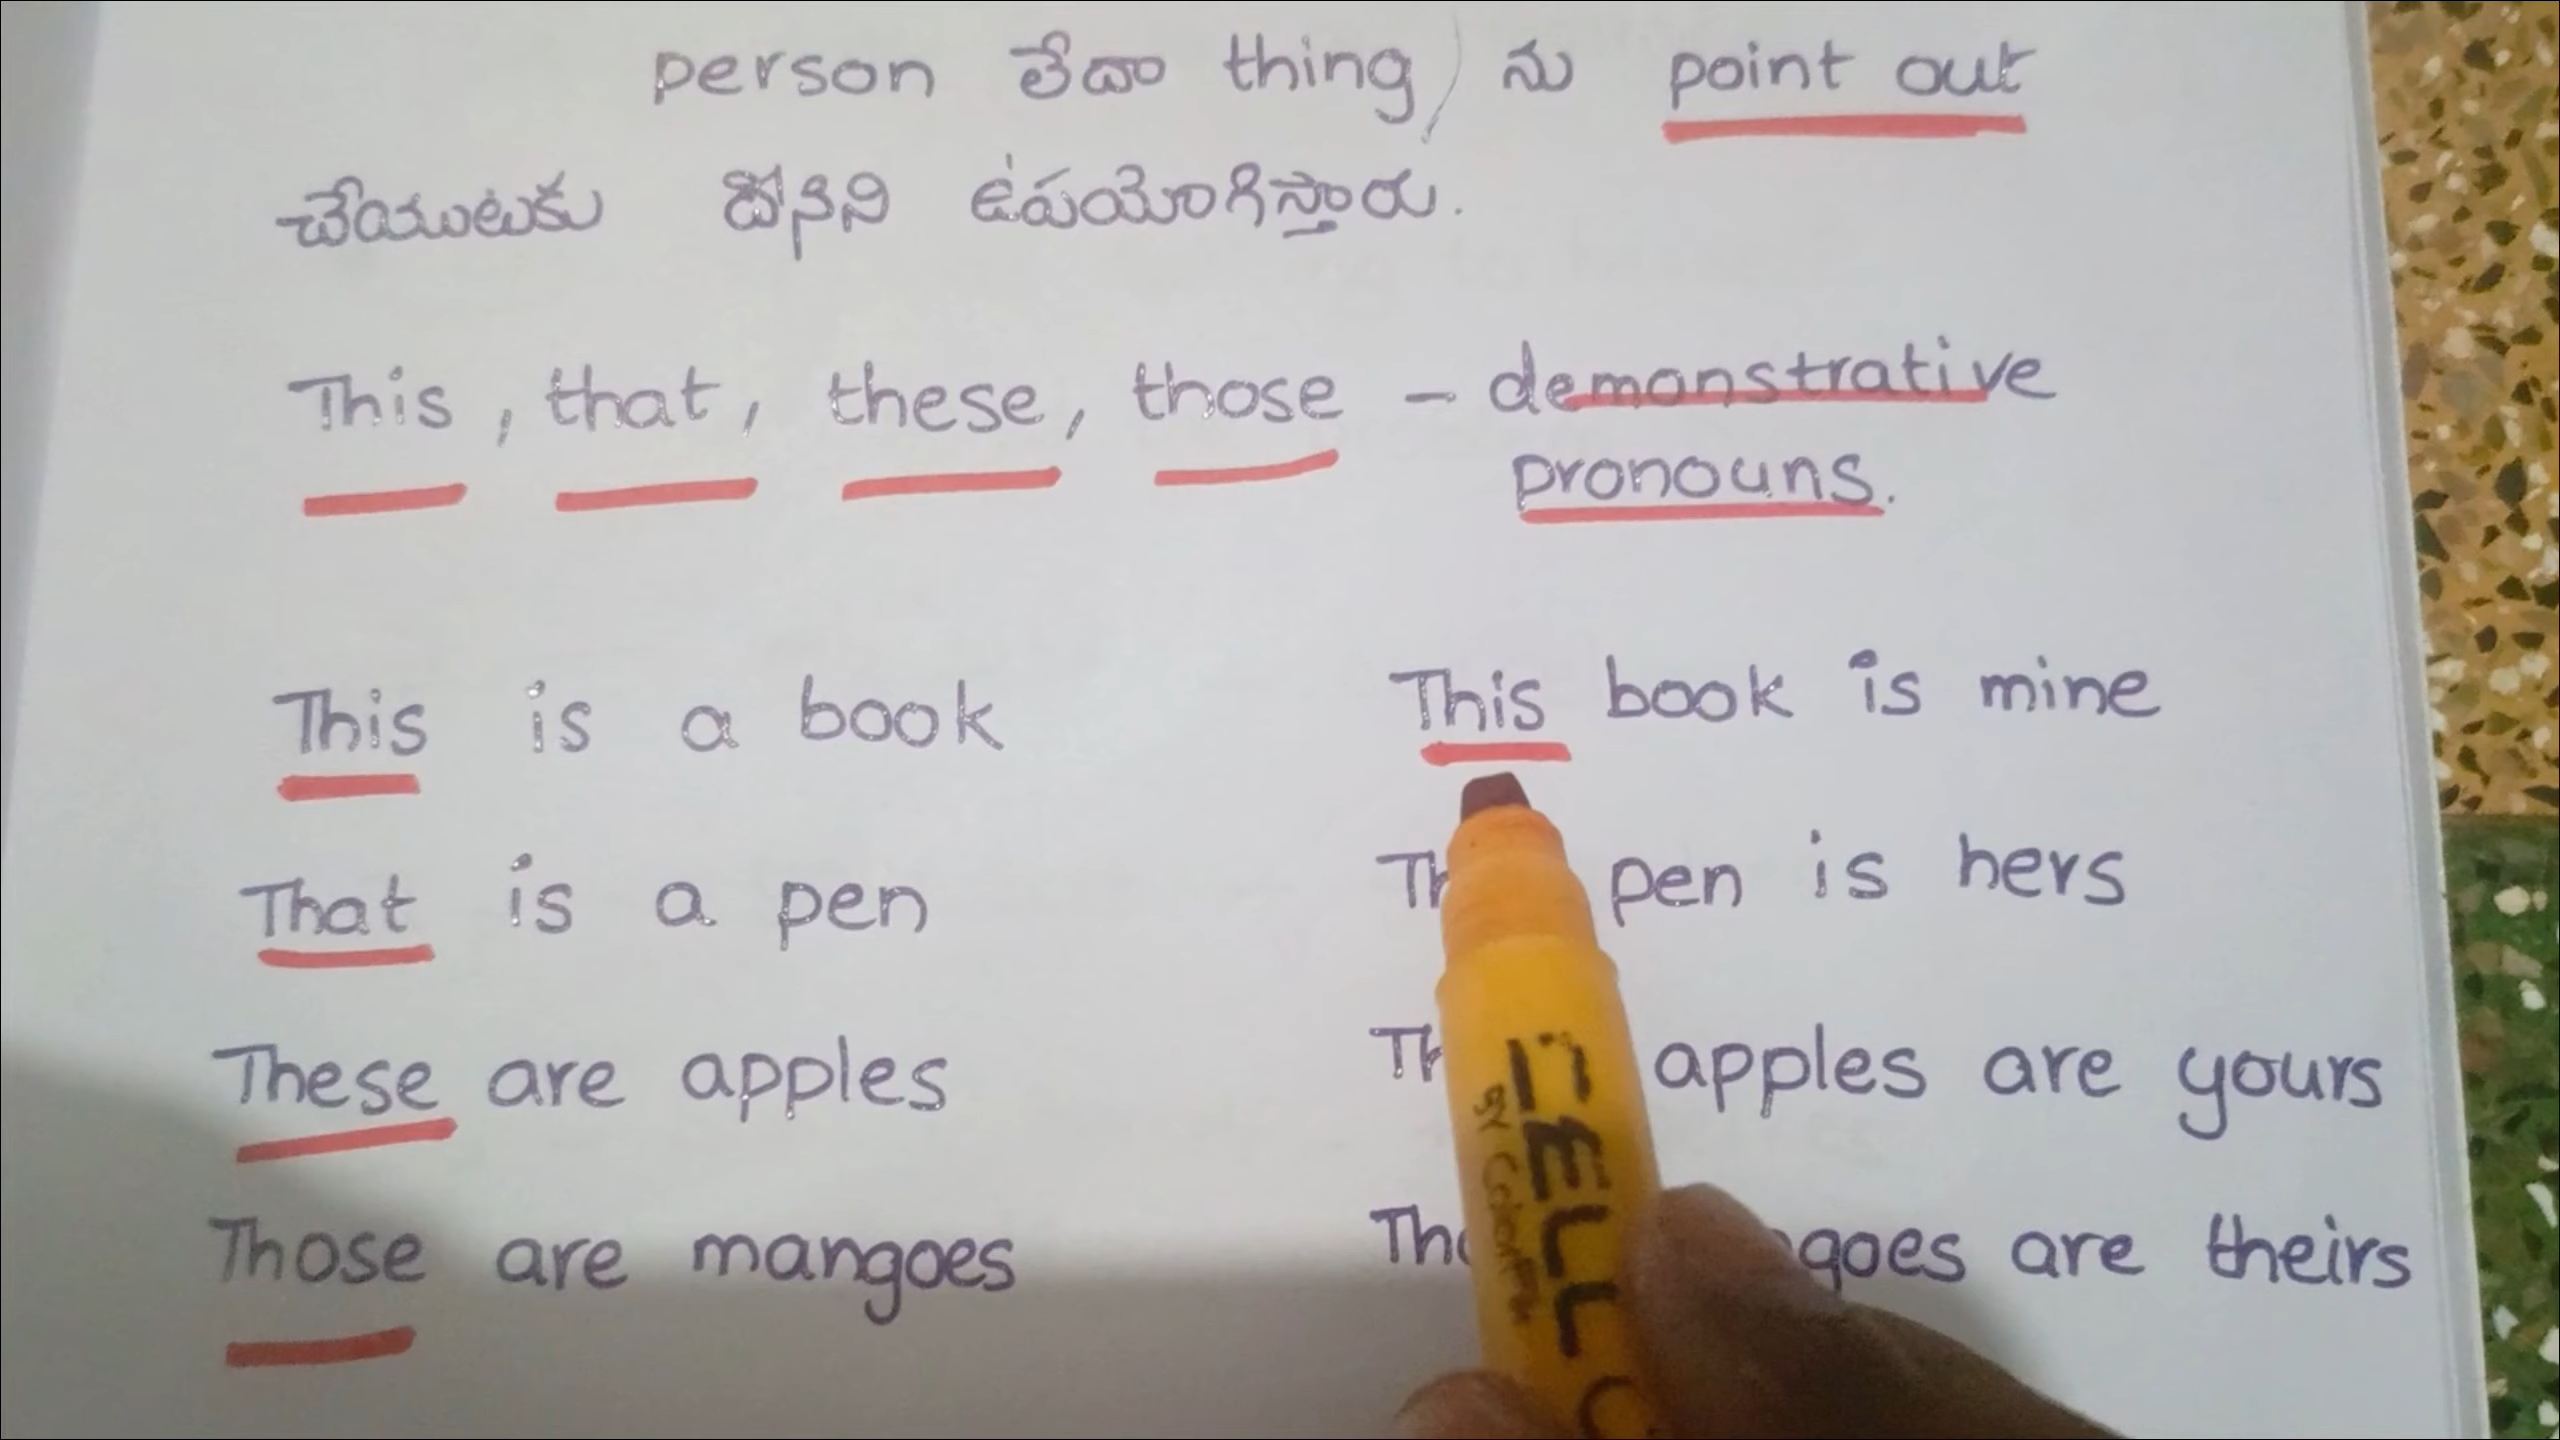 person లేదా thing ను point out
చేయుటకు దీనిని ఉపయోగిస్తారు.
This, that, these, those - demonstrative
pronouns.
This is a book
This book is mine
That is a pen
pen is hers
These are apples
apples are yours
Those are mangoes
are theirs
CELLO